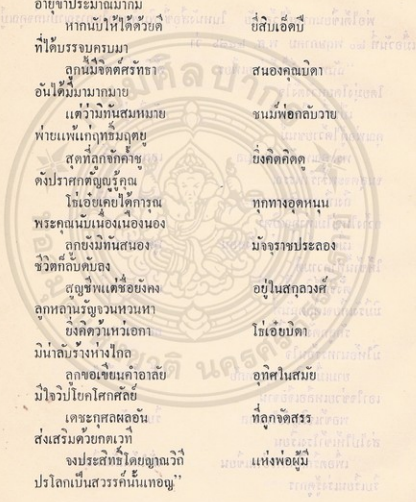 อายุข้าประมาณมากมี
หากนับให้ได้ด้วยดี ยี่สิบเอ็ดปี
ที่ได้บรรจบครบมา
ลูกนี้มีจิตต์ศรัทธา สนองคุณบิดา
อันได้มีมามากมาย
แต่ว่ามิทันสมหมาย ชนม์พ่อกลับวาย
พ่ายแพ้แก่ฤทธิ์มฤตยู
สุดที่ลูกจักค้ำชู ยิ่งคิดคิดดู
ดังปราศกตัญญูรู้คุณ
โอ้เอ๋ยเคยได้การุณ ทุกทางอุดหนุน
พระคุณนับเนื่องเนืองนอง
ลูกยังมิทันสนอง มัจจุราชประลอง
ชีวิตก็ลับดับลง
สูญชีพแต่ชื่อยังคง อยู่ในสกุลวงศ์
ลูกหลานรัญจวนหวนหา
ยิ่งคิดว้าเหว่เอกา โอ้เอ๋ยบิดา
มิน่าลับร้างห่างไกล
ลูกขอเขียนคำอาลัย อุทิศในสมัย
มีใจวิปโยคโศกศัลย์
เดชะกุศลผลอัน ที่ลูกจัดสรร
ส่งเสริมด้วยกตเวที
จงประสิทธิ์โดยญาณวิถี แห่งพ่อผู้มี
ปรโลกเป็นสวรรค์นั้นเทอญ"
มหาวิทยาลัยศิลปากร